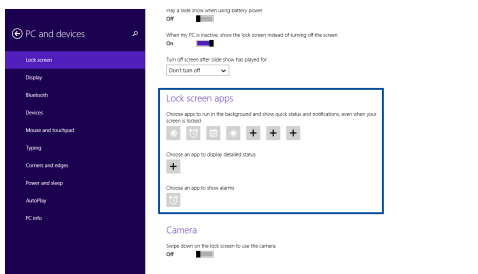 Play a slide show when using battery power
Off
PC and devices
When my PC is inactive, show the lock screen instead of turning off the screen
On
Lock screen
Turn off screen after slide show has played for
Don't turn off
Display
Bluetooth
Devices
Mouse and touchpad
Typing
Corners and edges
Power and sleep
AutoPlay
PC info
Lock screen apps
Choose apps to run in the background and show quick status and notifications, even when your
screen is locked
Choose an app to display detailed status
Choose an app to show alarms
Camera
Swipe down on the lock screen to use the camera
Off